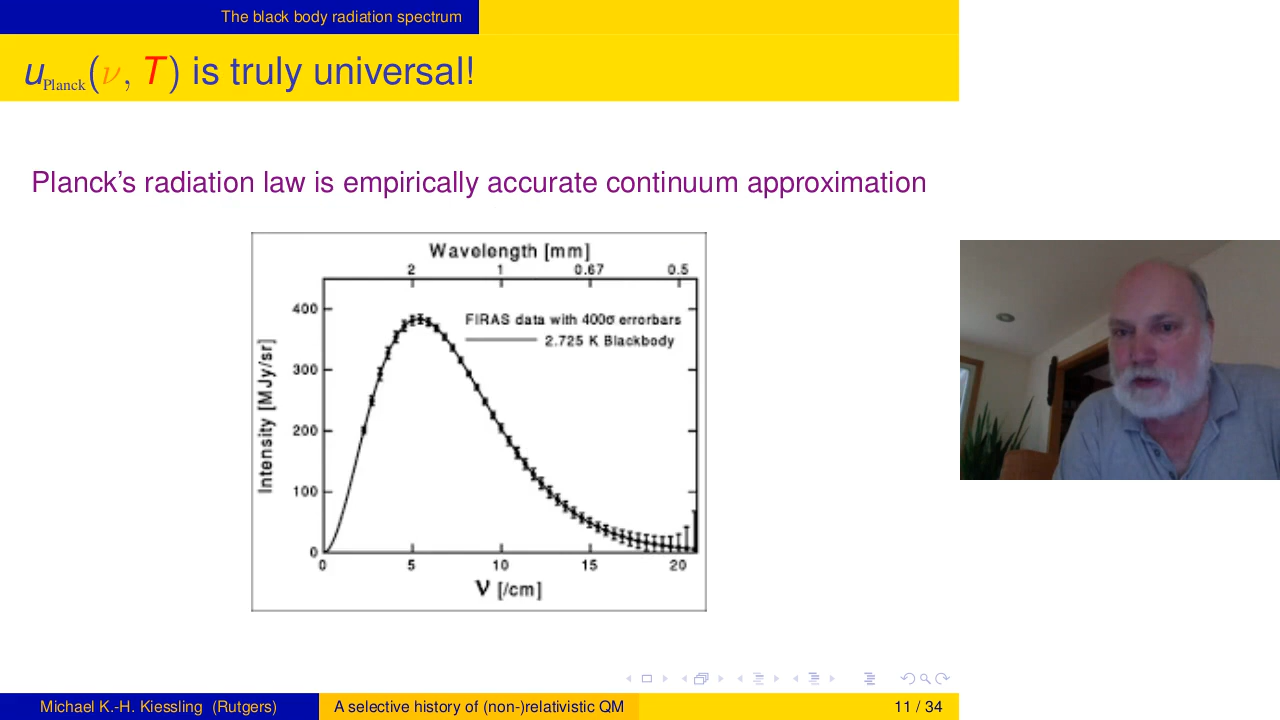 The black body radiation spectrum
uPlanck(ν, T) is truly universal!
Planck's radiation law is empirically accurate continuum approximation
Wavelength [mm]
2 1 0.67 0.5
FIRAS data with 400σ errorbars
2.725 K Blackbody
Intensity [MJy/sr]
400
300
200
100
0
0 5 10 15 20
ν [/cm]
Michael K.-H. Kiessling (Rutgers) A selective history of (non-)relativistic QM 11 / 34